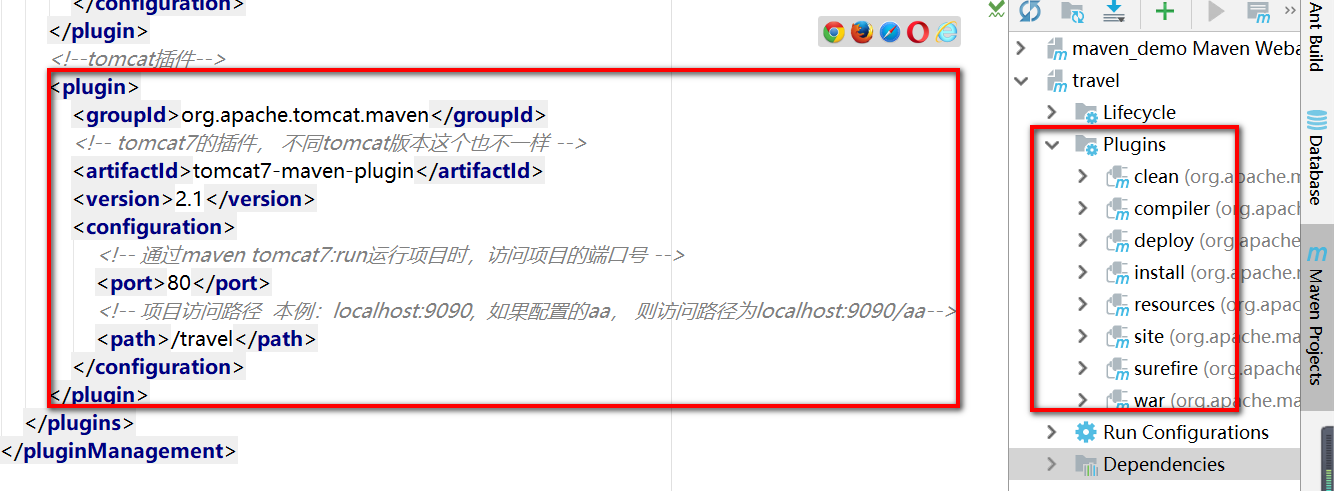 </configuration>
</plugin>
<!--tomcat插件-->
<plugin>
<groupId>org.apache.tomcat.maven</groupId>
<!-- tomcat7的插件， 不同tomcat版本这个也不一样 -->
<artifactId>tomcat7-maven-plugin</artifactId>
<version>2.1</version>
<configuration>
<!-- 通过maven tomcat7:run运行项目时，访问项目的端口号 -->
<port>80</port>
<!-- 项目访问路径 本例：localhost:9090, 如果配置的aa， 则访问路径为localhost:9090/aa-->
<path>/travel</path>
</configuration>
</plugin>
</plugins>
</pluginManagement>
maven_demo Maven Weba
travel
Lifecycle
Plugins
clean (org.apache.m
compiler (org.apach
deploy (org.apache.
install (org.apache.m
resources (org.apac
site (org.apache.ma
surefire (org.apache
war (org.apache.ma
Run Configurations
Dependencies
Ant Build
Database
Maven Projects